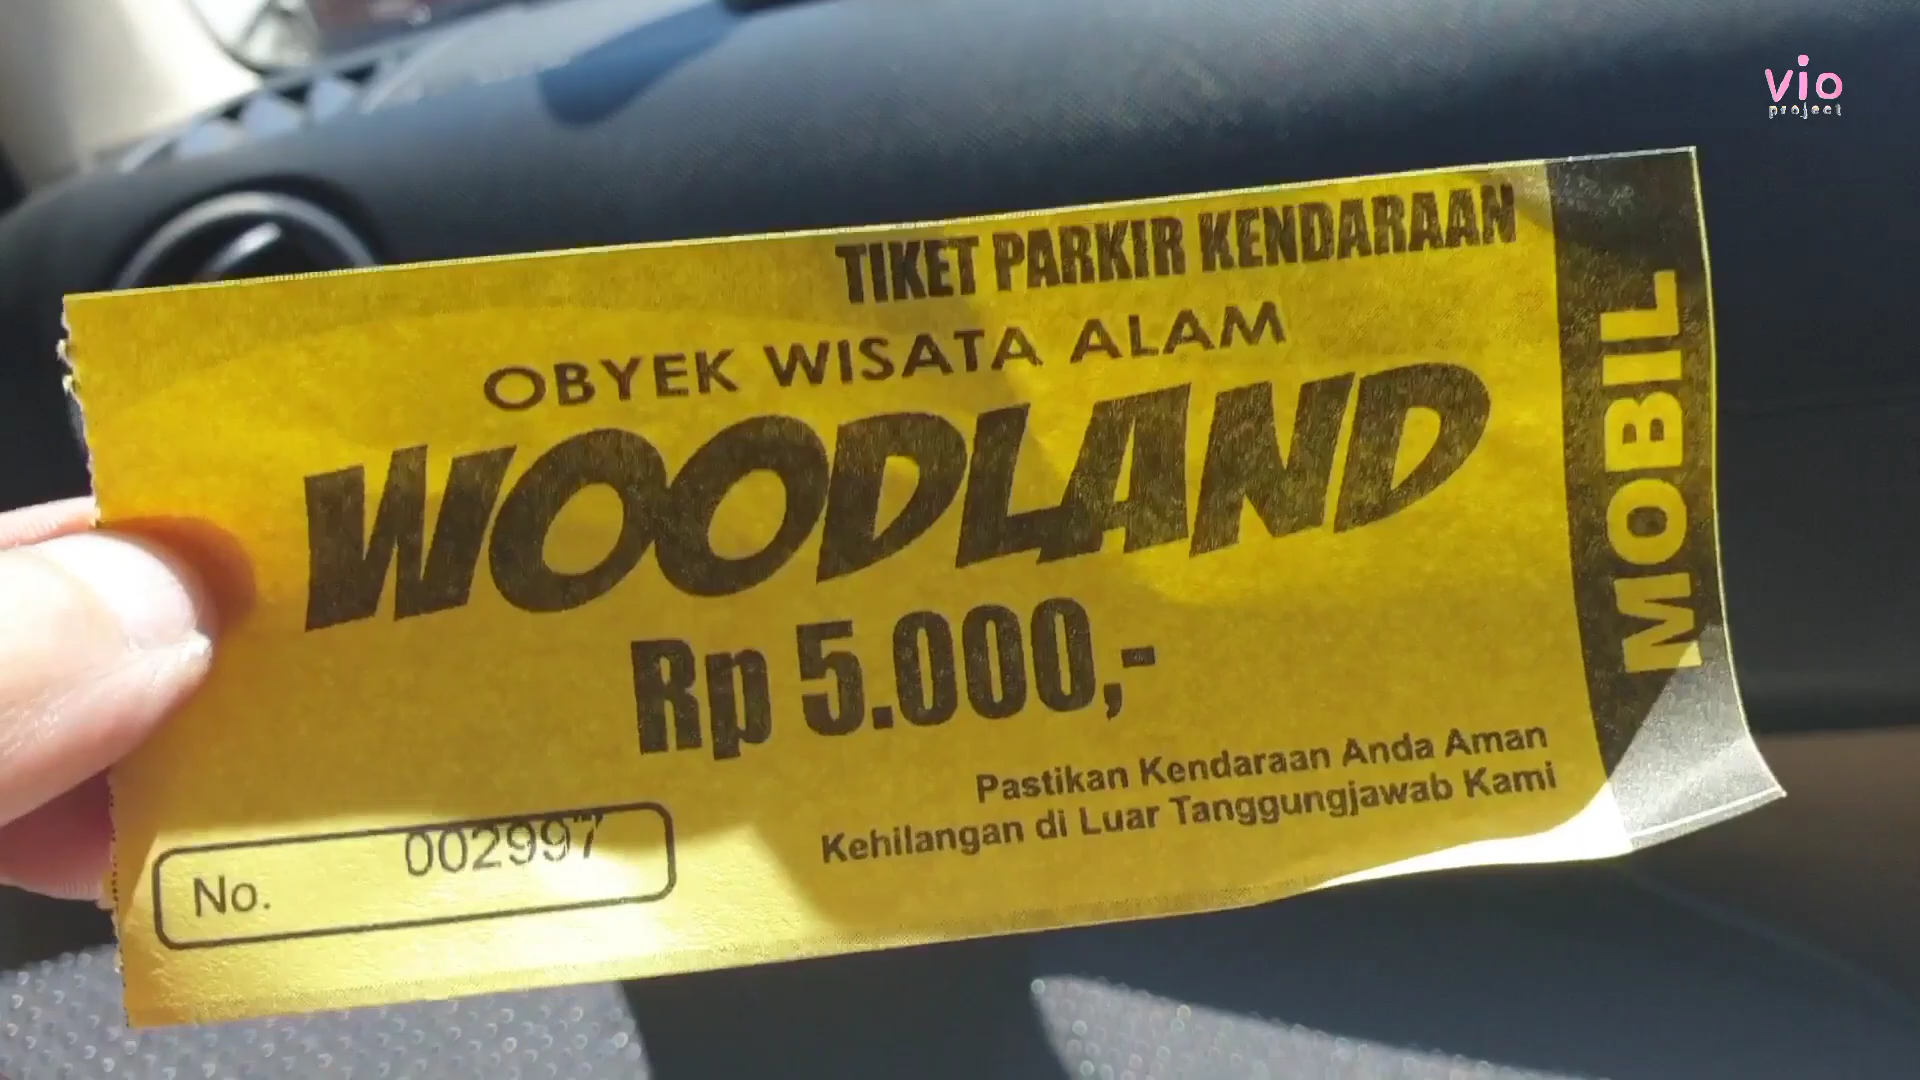 vio
project
TIKET PARKIR KENDARAAN
OBYEK WISATA ALAM
WOODLAND
Rp 5.000,-
Pastikan Kendaraan Anda Aman
Kehilangan di Luar Tanggungjawab Kami
No. 002997
MOBIL